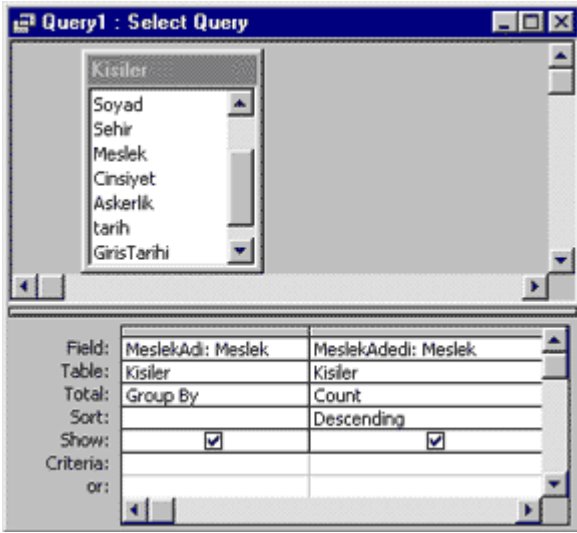 Query1 : Select Query
Kisiler
Soyad
Sehir
Meslek
Cinsiyet
Askerlik
tarih
GirisTarihi
Field: MeslekAdi: Meslek MeslekAdedi: Meslek
Table: Kisiler Kisiler
Total: Group By Count
Sort: Descending
Show:
Criteria:
or: